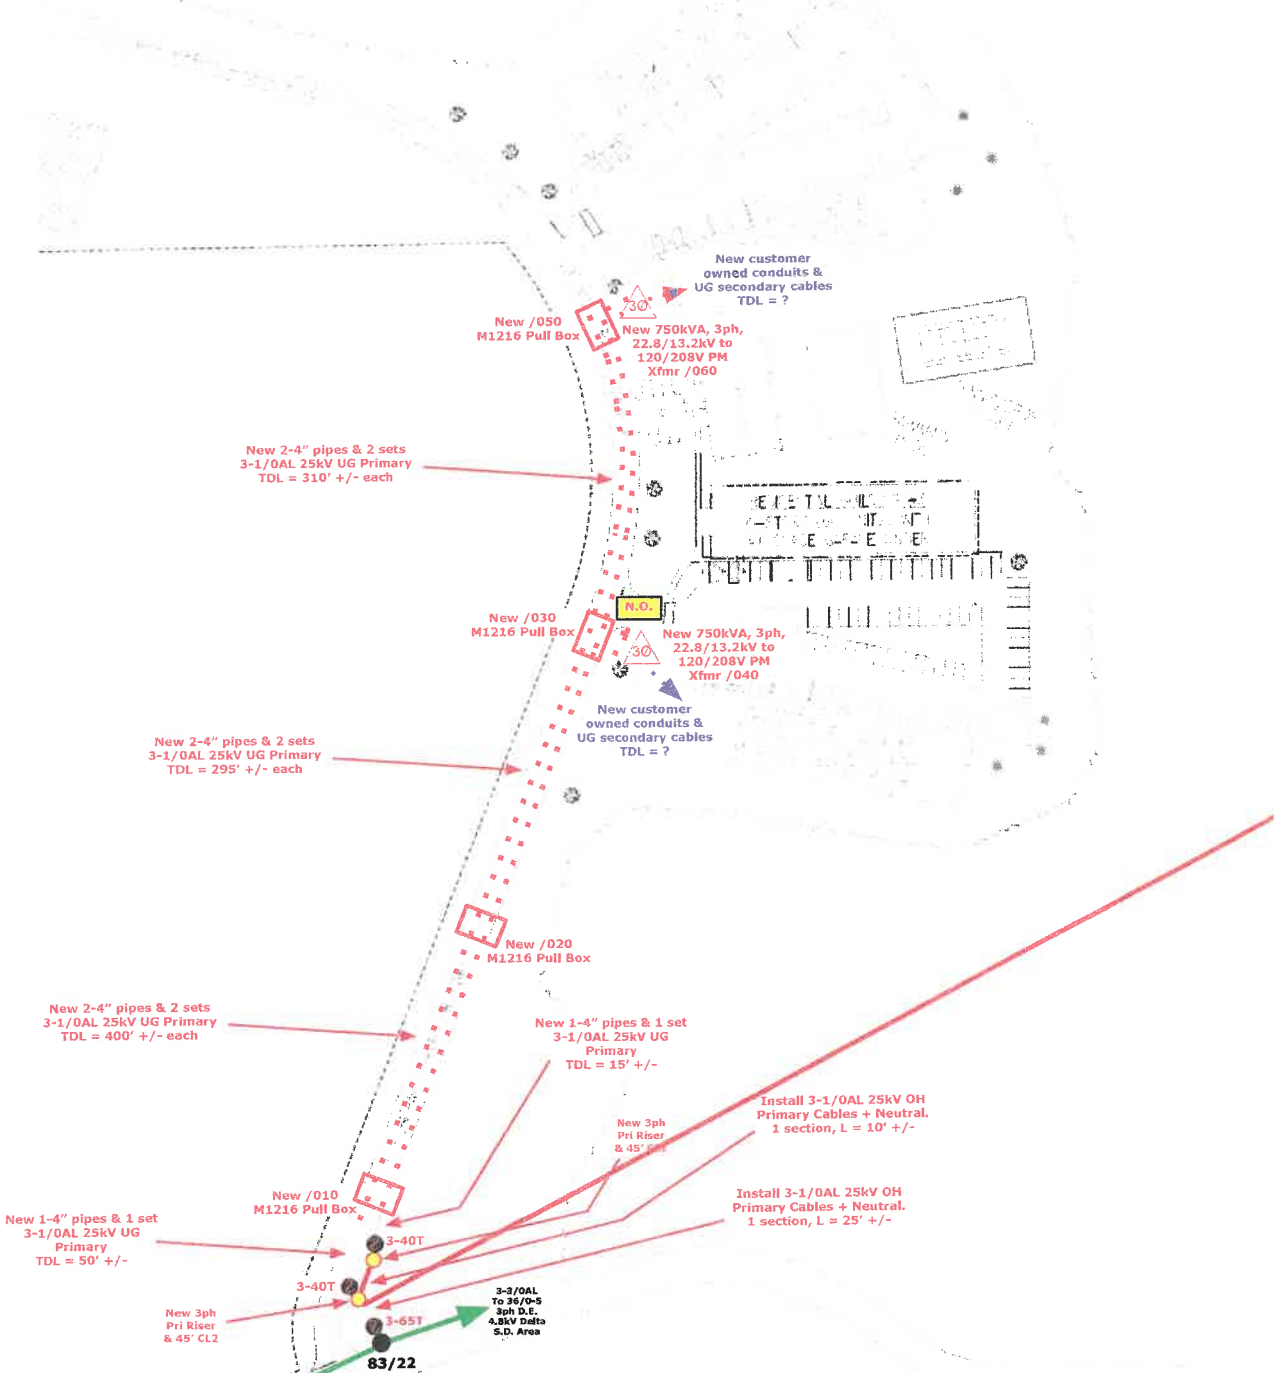 New customer
owned conduits &
UG secondary cables
TDL = ?
30
New /050
M1216 Pull Box
New 750kVA, 3ph,
22.8/13.2kV to
120/208V PM
Xfmr /060
New 2-4" pipes & 2 sets
3-1/0AL 25kV UG Primary
TDL = 310' +/- each
N.O.
New /030
M1216 Pull Box
30
New 750kVA, 3ph,
22.8/13.2kV to
120/208V PM
Xfmr /040
New customer
owned conduits &
UG secondary cables
TDL = ?
New 2-4" pipes & 2 sets
3-1/0AL 25kV UG Primary
TDL = 295' +/- each
New /020
M1216 Pull Box
New 2-4" pipes & 2 sets
3-1/0AL 25kV UG Primary
TDL = 400' +/- each
New 1-4" pipes & 1 set
3-1/0AL 25kV UG
Primary
TDL = 15' +/-
Install 3-1/0AL 25kV OH
Primary Cables + Neutral.
1 section, L = 10' +/-
New 3ph
Pri Riser
& 45'
New /010
M1216 Pull Box
Install 3-1/0AL 25kV OH
Primary Cables + Neutral.
1 section, L = 25' +/-
New 1-4" pipes & 1 set
3-1/0AL 25kV UG
Primary
TDL = 50' +/-
3-40T
3-40T
New 3ph
Pri Riser
& 45' CL2
3-65T
3-3/0AL
To 36/0-5
3ph D.E.
4.8kV Delta
S.D. Area
83/22